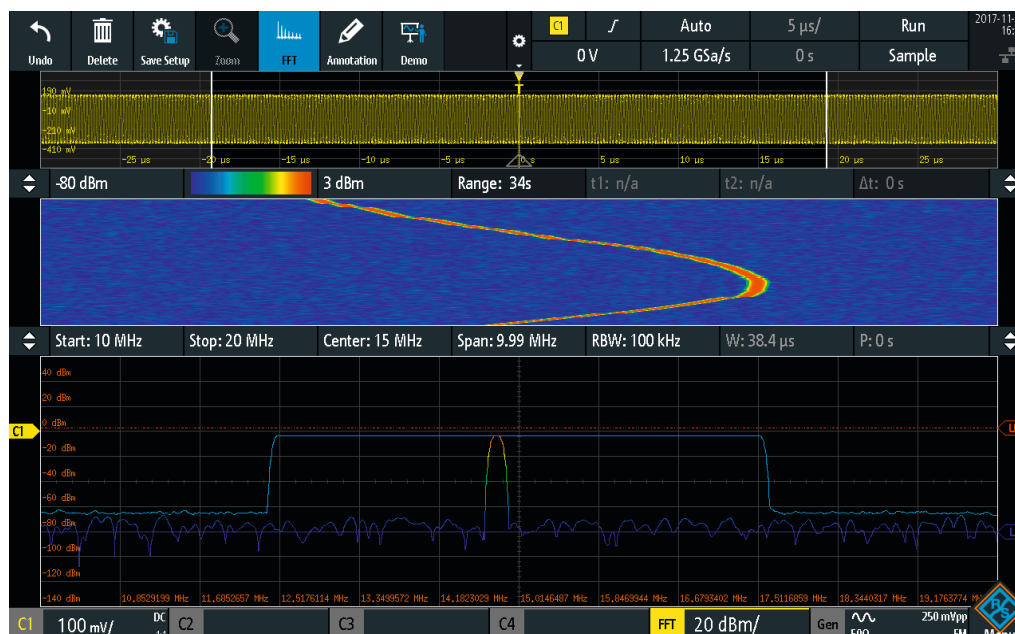 Undo Delete Save Setup Zoom FFT Annotation Demo
C1 Auto 5 µs/ Run
0 V 1.25 GSa/s 0 s Sample
2017-11-
16:
190 mV
-10 mV
-210 mV
-410 mV
T
-25 µs -20 µs -15 µs -10 µs -5 µs 0 s 5 µs 10 µs 15 µs 20 µs 25 µs
-80 dBm 3 dBm Range: 34s t1: n/a t2: n/a Δt: 0 s
Start: 10 MHz Stop: 20 MHz Center: 15 MHz Span: 9.99 MHz RBW: 100 kHz W: 38.4 µs P: 0 s
40 dBm
20 dBm
0 dBm
C1
-20 dBm
-40 dBm
-60 dBm
-80 dBm
-100 dBm
-120 dBm
-140 dBm 10.8529199 MHz 11.6852657 MHz 12.5176114 MHz 13.3499572 MHz 14.1823029 MHz 15.0146487 MHz 15.8469944 MHz 16.6793402 MHz 17.5116859 MHz 18.3440317 MHz 19.1763774 M
C1 100 mV/ DC C2 C3 C4 FFT 20 dBm/ Gen 250 mVpp
R&S